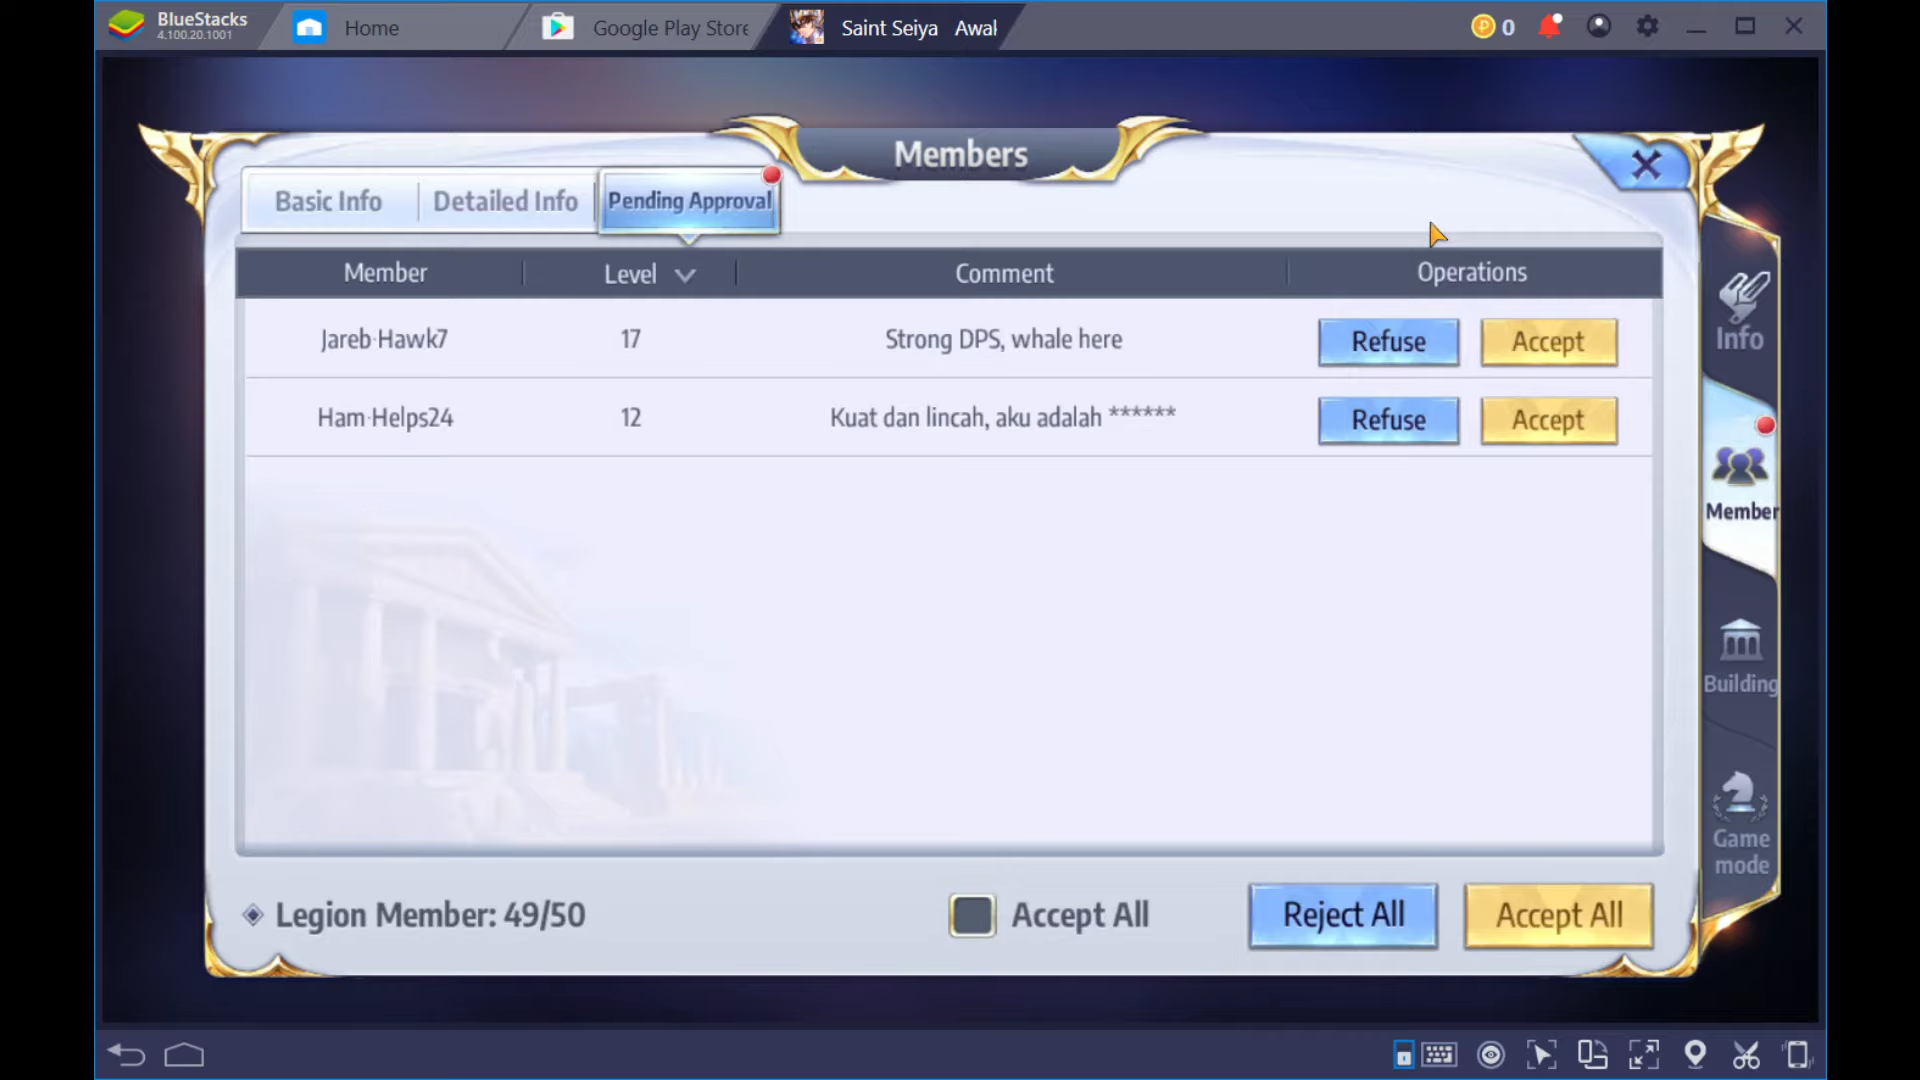 BlueStacks
4.100.20.1001
Home
Google Play Store
Saint Seiya Awal
0
Members
Basic Info
Detailed Info
Pending Approval
Member Level Comment Operations
Jareb·Hawk7 17 Strong DPS, whale here Refuse Accept
Ham·Helps24 12 Kuat dan lincah, aku adalah ****** Refuse Accept
Info
Member
Building
Game
mode
Legion Member: 49/50
Accept All
Reject All
Accept All